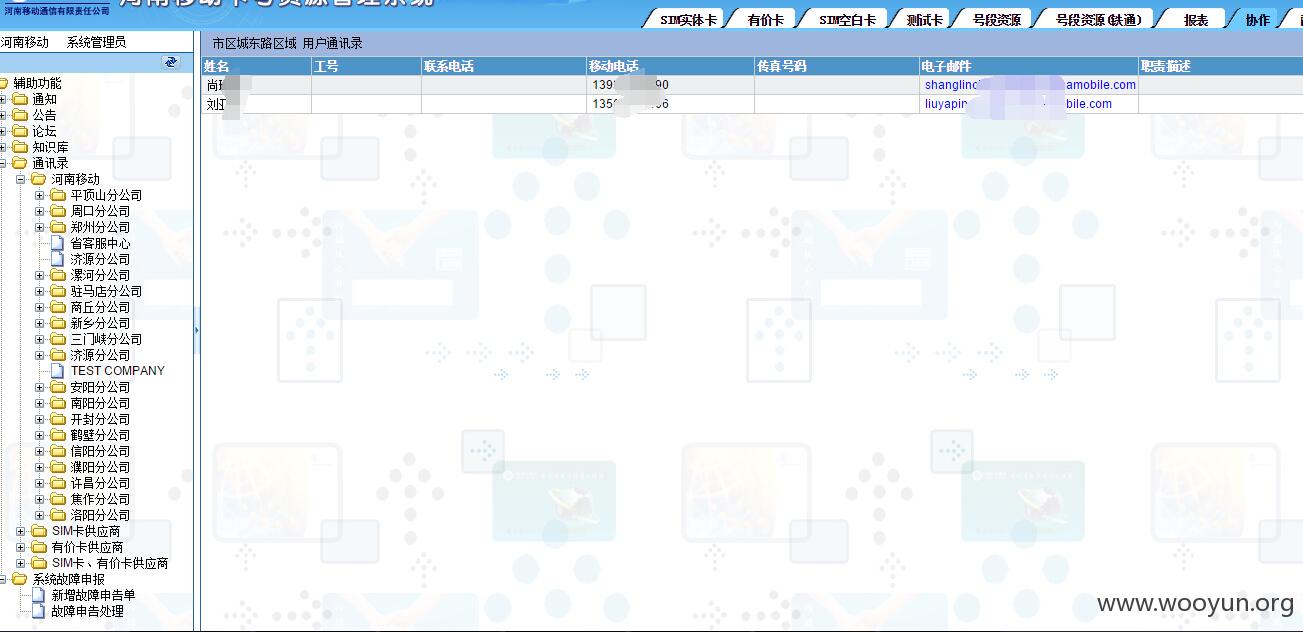 河南移动通信有限责任公司
河南移动卡号资源管理系统
SIM实体卡 有价卡 SIM空白卡 测试卡 号段资源 号段资源(铁通) 报表 协作
河南移动 系统管理员
市区城东路区域 用户通讯录
姓名 工号 联系电话 移动电话 传真号码 电子邮件 职责描述
尚 139 90 shanglin amobile.com
刘 135 06 liuyapin bile.com
辅助功能
通知
公告
论坛
知识库
通讯录
河南移动
平顶山分公司
周口分公司
郑州分公司
省客服中心
济源分公司
漯河分公司
驻马店分公司
商丘分公司
新乡分公司
三门峡分公司
济源分公司
TEST COMPANY
安阳分公司
南阳分公司
开封分公司
鹤壁分公司
信阳分公司
濮阳分公司
许昌分公司
焦作分公司
洛阳分公司
SIM卡供应商
有价卡供应商
SIM卡、有价卡供应商
系统故障申报
新增故障申告单
故障申告处理
www.wooyun.org